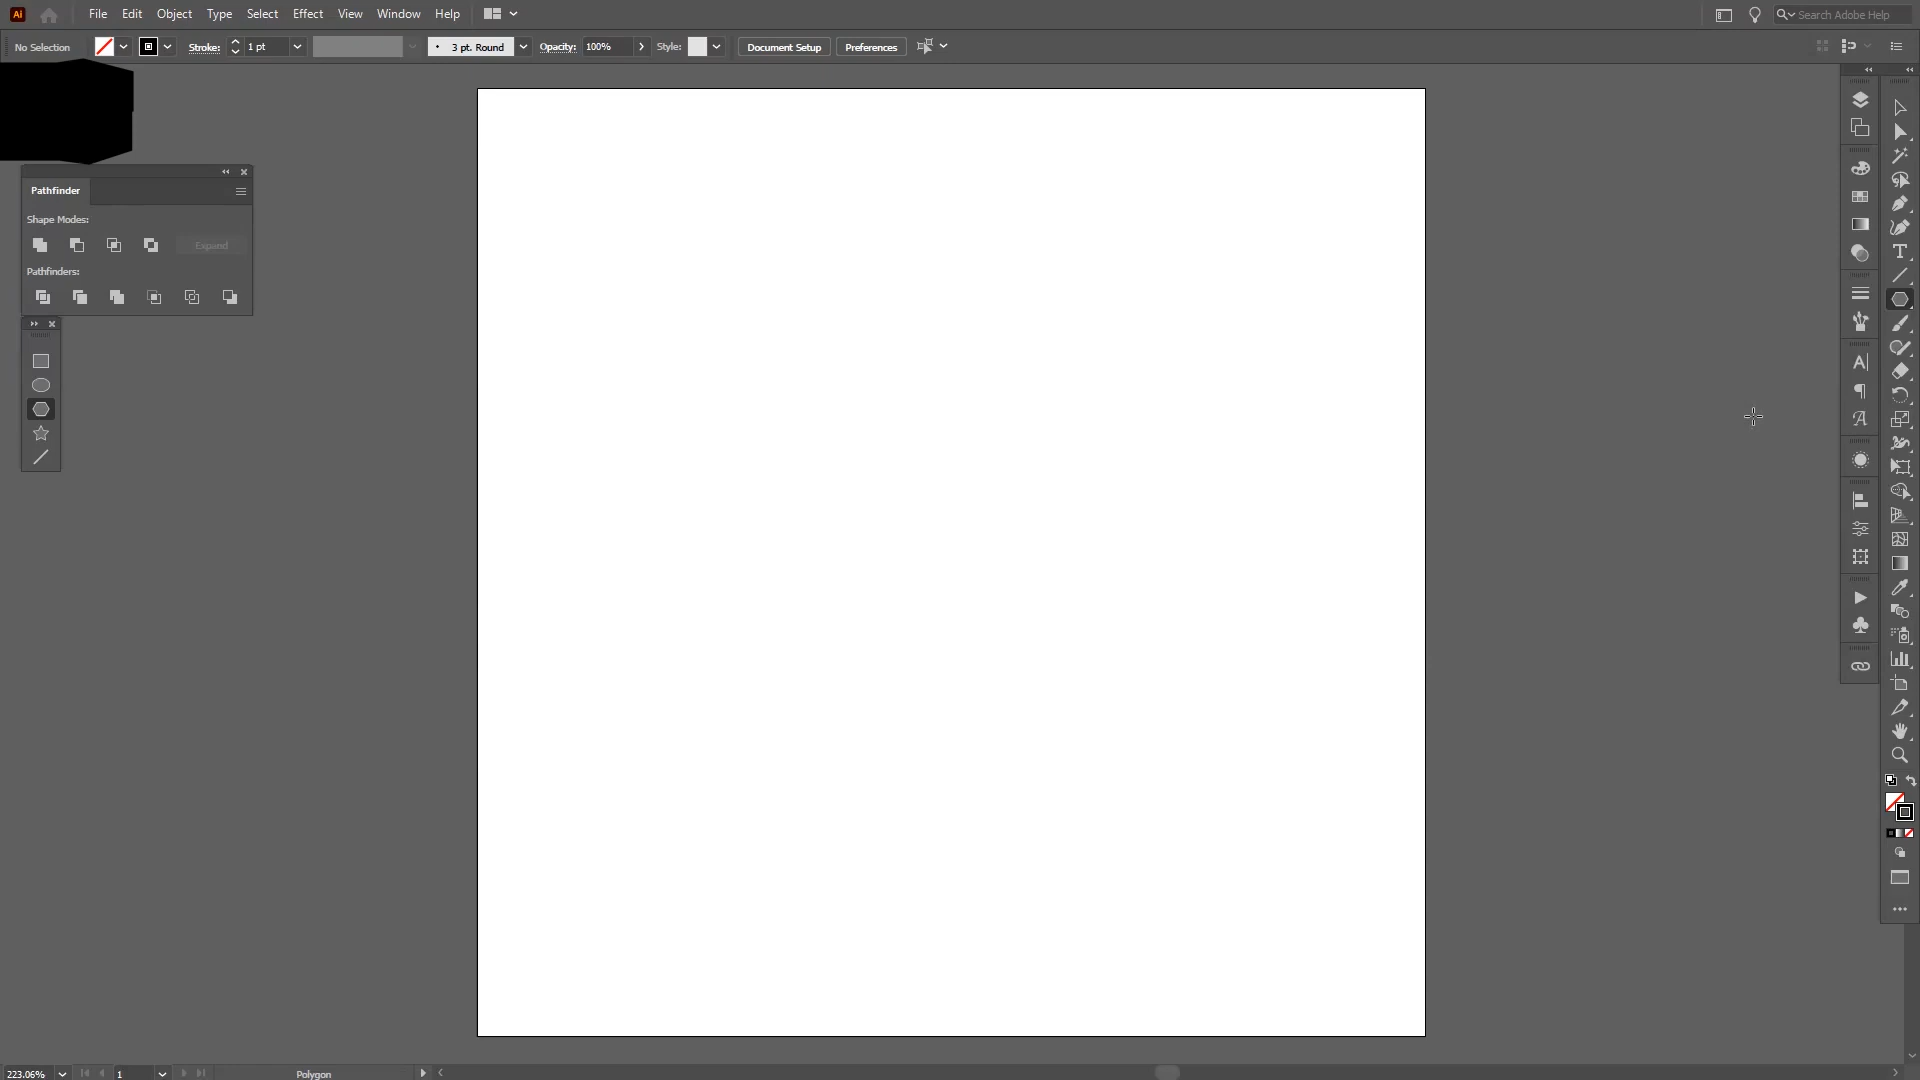 Ai File Edit Object Type Select Effect View Window Help Search Adobe Help
No Selection Stroke: 1 pt 3 pt. Round Opacity: 100% Style: Document Setup Preferences
Pathfinder
Shape Modes:
Expand
Pathfinders:
223.06% 1 Polygon